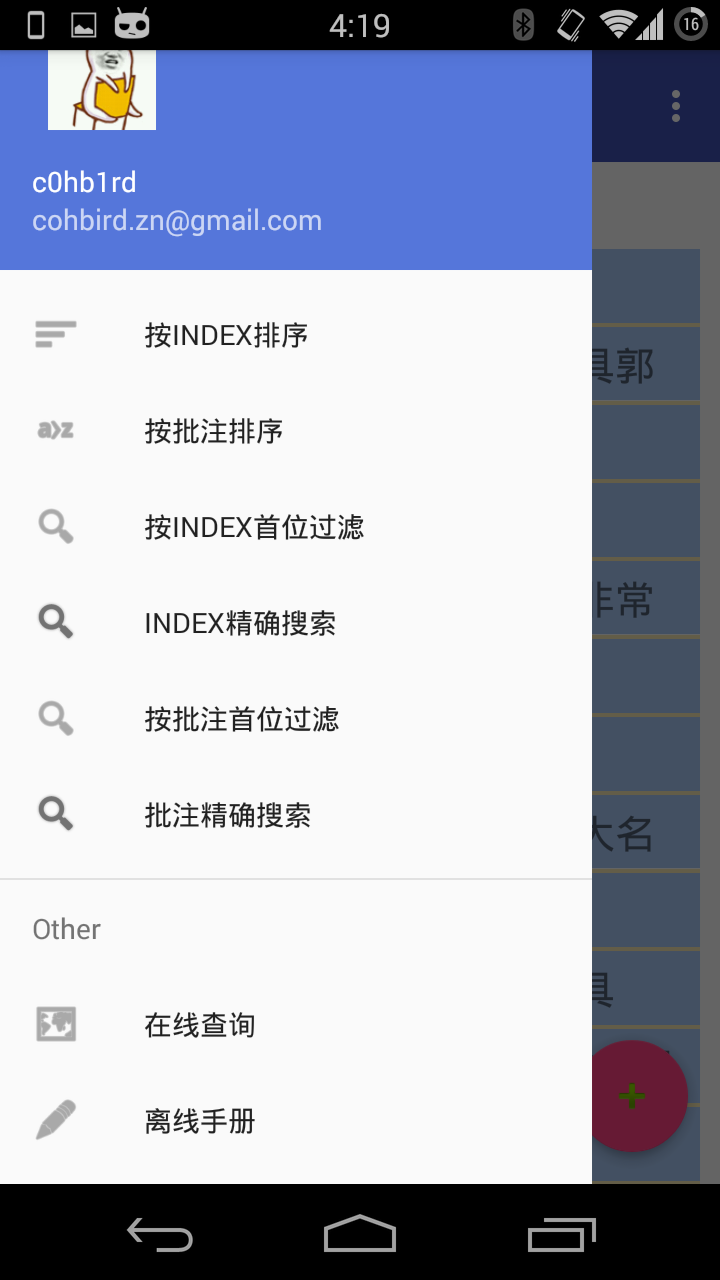 4:19
16
c0hb1rd
cohbird.zn@gmail.com
按INDEX排序
a>z
按批注排序
按INDEX首位过滤
INDEX精确搜索
按批注首位过滤
批注精确搜索
Other
在线查询
离线手册
具郭
非常
大名
具
+